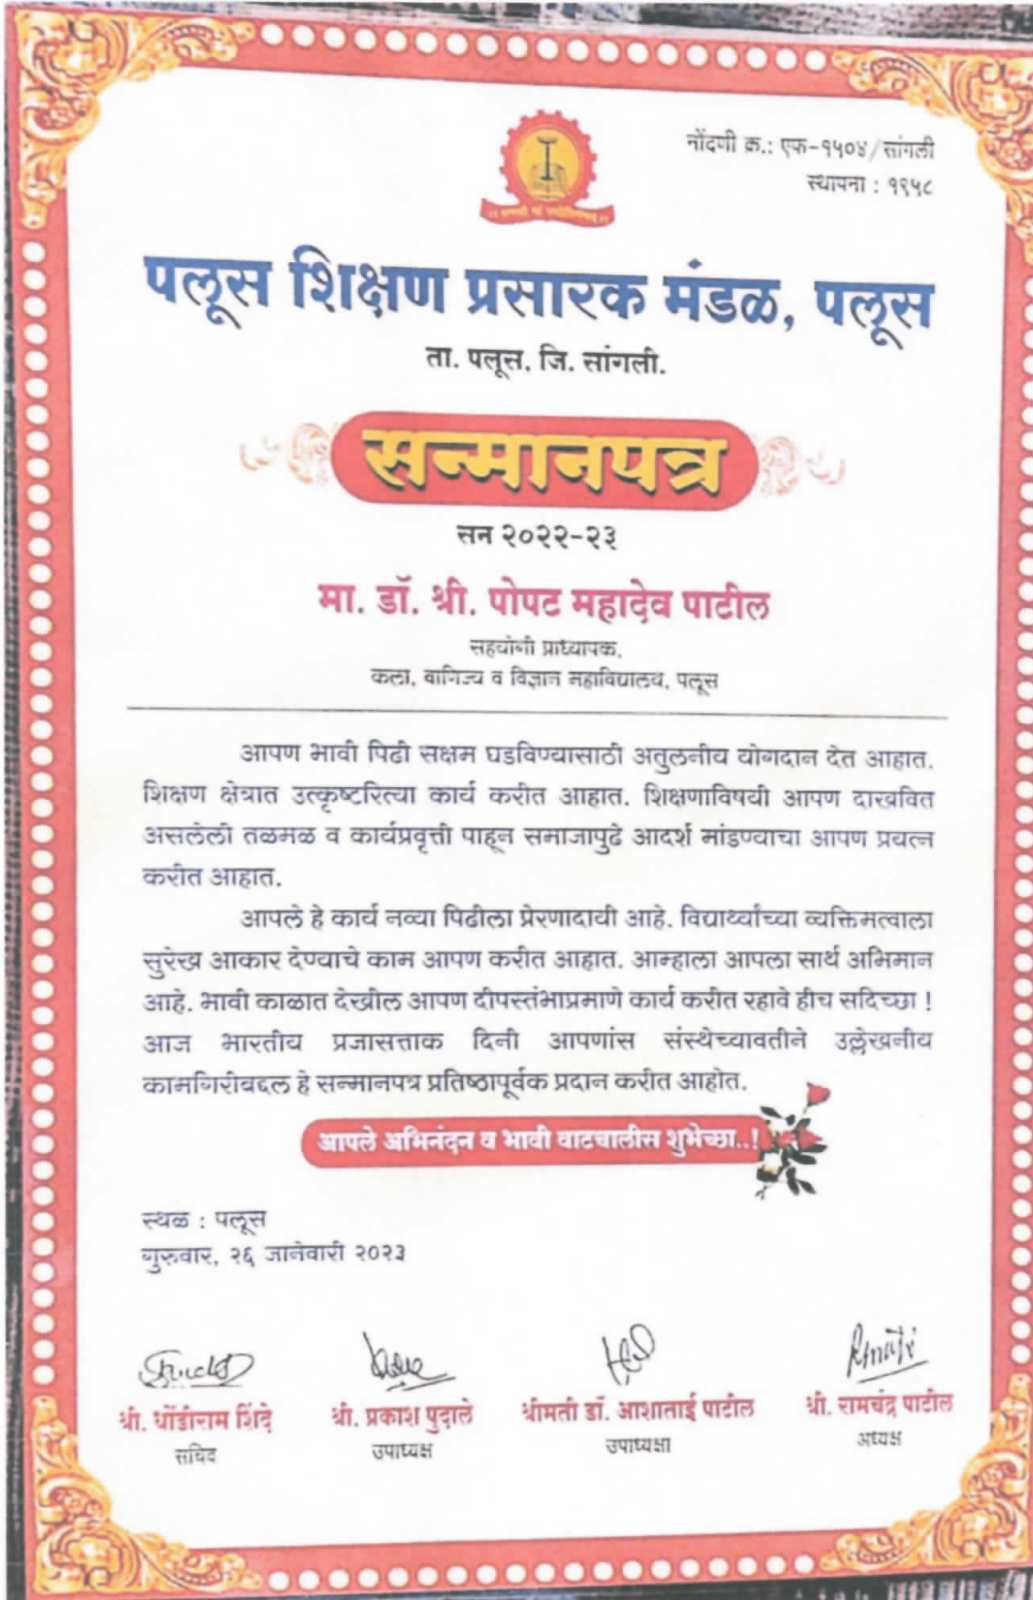 नोंदणी क्र.: एफ-१५०४/सांगली
स्थापना : १९५८
पलूस शिक्षण प्रसारक मंडळ, पलूस
ता. पलूस. जि. सांगली.
सन्मानपत्र
सन २०२२-२३
मा. डॉ. श्री. पोपट महादेव पाटील
सहयोगी प्राध्यापक,
कला, वाणिज्य व विज्ञान महाविद्यालय, पलूस
आपण भावी पिढी सक्षम घडविण्यासाठी अतुलनीय योगदान देत आहात.
शिक्षण क्षेत्रात उत्कृष्टरित्या कार्य करीत आहात. शिक्षणाविषयी आपण दाखवित
असलेली तळमळ व कार्यप्रवृत्ती पाहून समाजापुढे आदर्श मांडण्याचा आपण प्रयत्न
करीत आहात.
आपले हे कार्य नव्या पिढीला प्रेरणादायी आहे. विद्यार्थ्यांच्या व्यक्तिमत्वाला
सुरेख आकार देण्याचे काम आपण करीत आहात. आम्हाला आपला सार्थ अभिमान
आहे. भावी काळात देखील आपण दीपस्तंभाप्रमाणे कार्य करीत रहावे हीच सदिच्छा !
आज भारतीय प्रजासत्ताक दिनी आपणांस संस्थेच्यावतीने उल्लेखनीय
कामगिरीबद्दल हे सन्मानपत्र प्रतिष्ठापूर्वक प्रदान करीत आहोत.
आपले अभिनंदन व भावी वाटचालीस शुभेच्छा..!
स्थळ : पलूस
गुरुवार, २६ जानेवारी २०२३
श्री. धोंडीराम शिंदे श्री. प्रकाश पुदाले श्रीमती डॉ. आशाताई पाटील श्री. रामचंद्र पाटील
सचिव उपाध्यक्ष उपाध्यक्षा अध्यक्ष